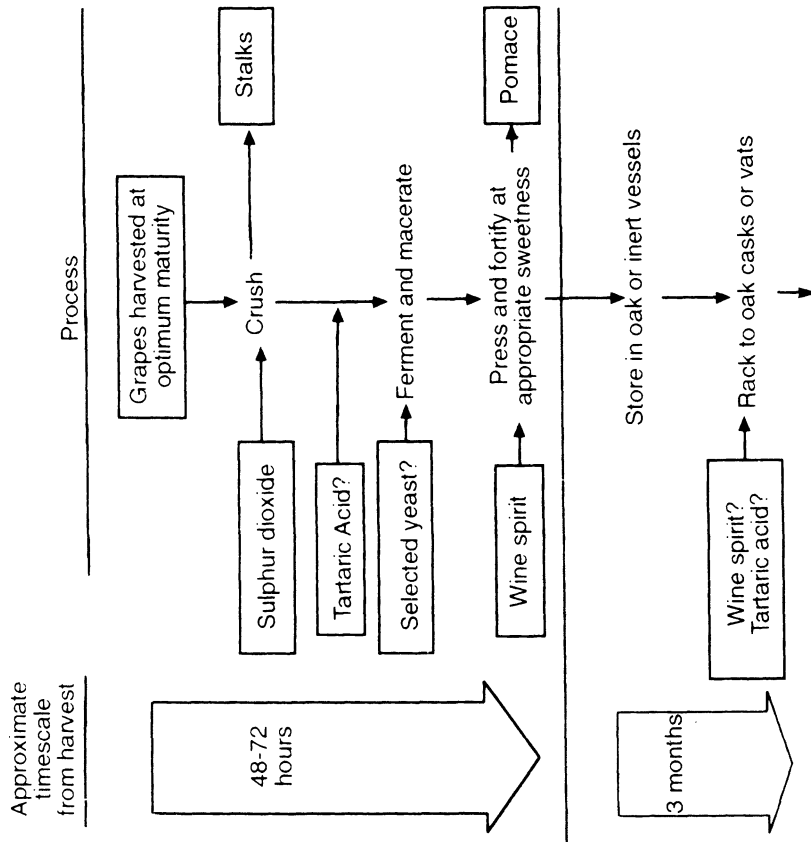 Approximate
timescale
from harvest
Process
Grapes harvested at
optimum maturity
Sulphur dioxide
Crush
Stalks
48-72
hours
Tartaric Acid?
Selected yeast?
Ferment and macerate
Wine spirit
Press and fortify at
appropriate sweetness
Pomace
Store in oak or inert vessels
3 months
Wine spirit?
Tartaric acid?
Rack to oak casks or vats